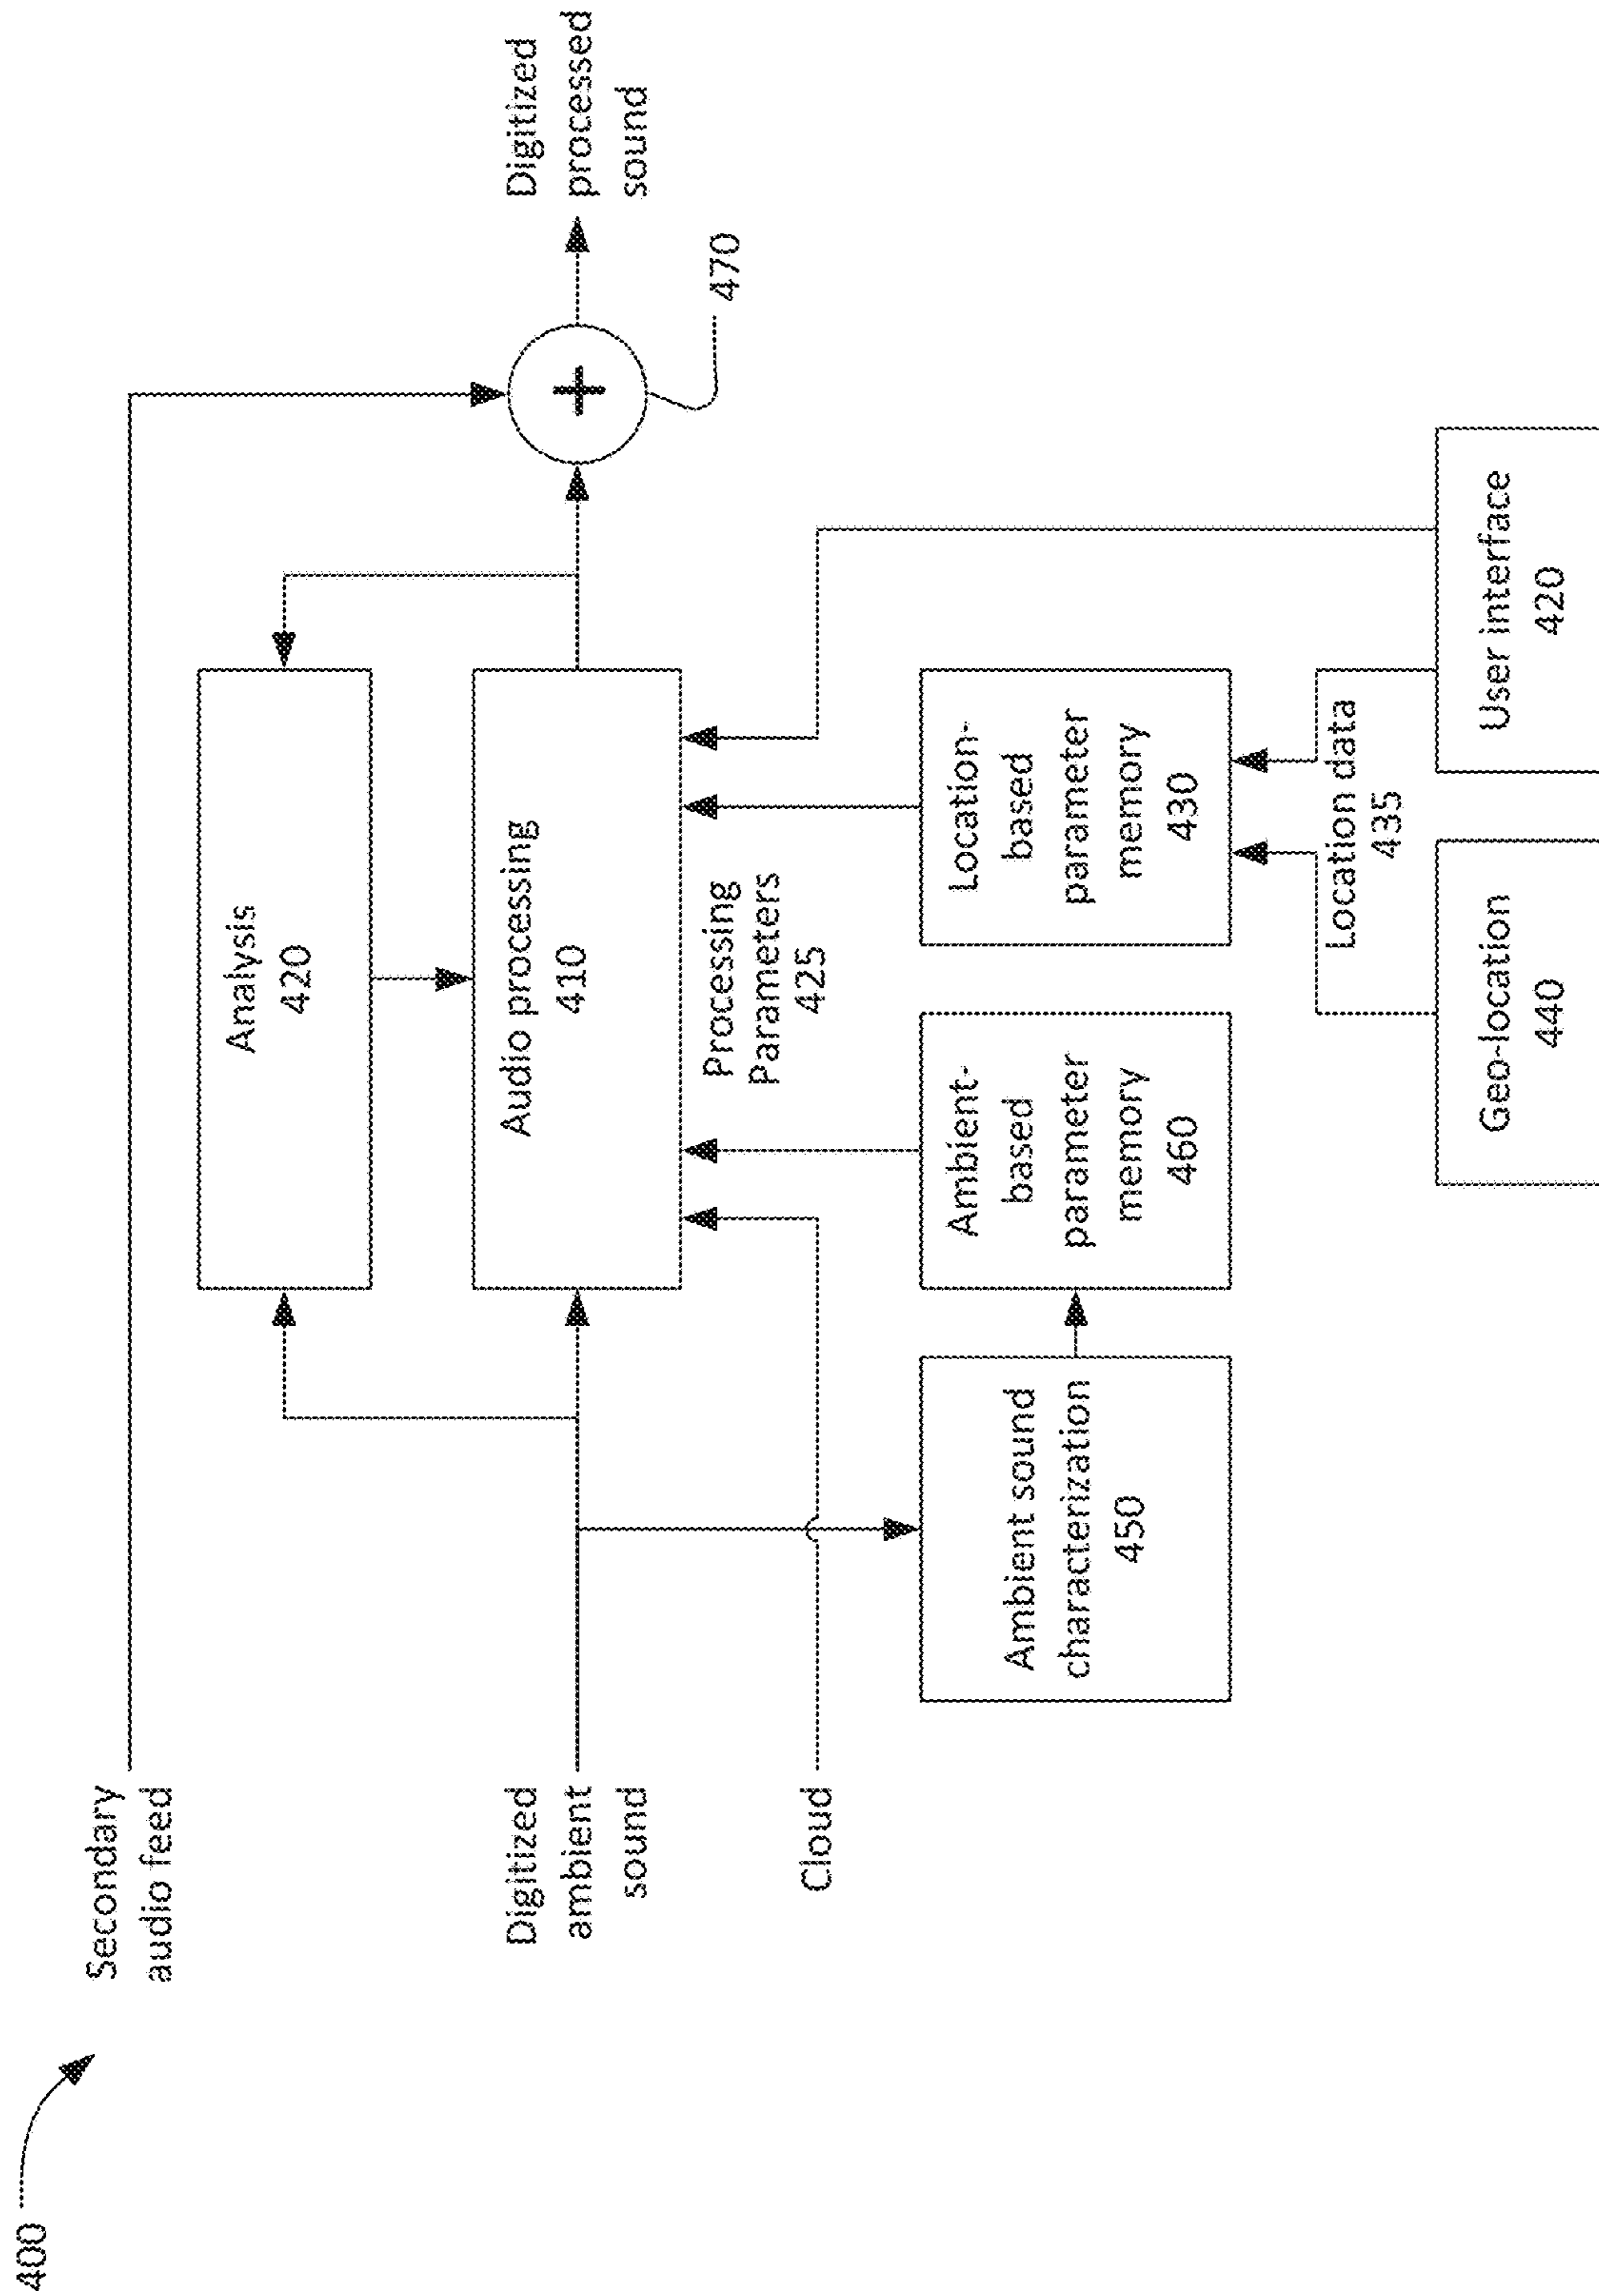 400
Secondary
audio feed
Digitized
ambient
sound
Cloud
Analysis
420
Audio processing
410
Processing
Parameters
425
Digitized
processed
sound
470
Ambient sound
characterization
450
Ambient-
based
parameter
memory
460
Location-
based
parameter
memory
430
Location data
435
Geo-location
440
User interface
420